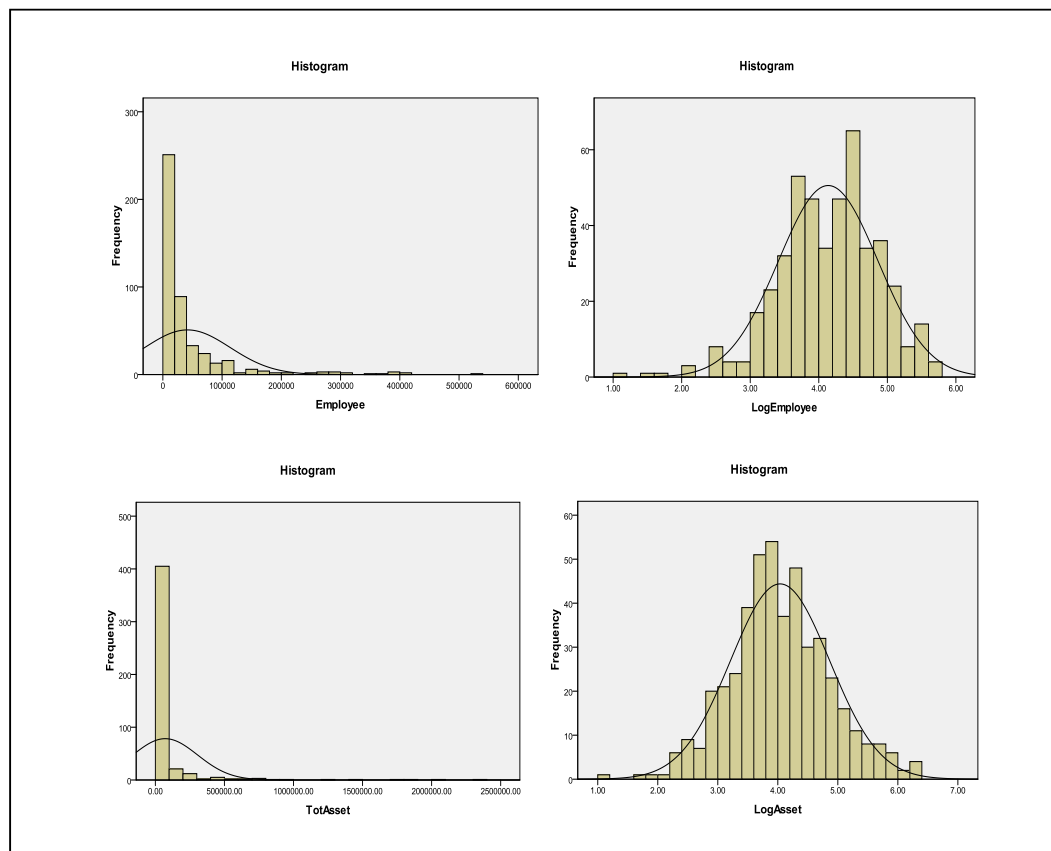 Histogram
300
200
100
0
Frequency
0 100000 200000 300000 400000 500000 600000
Employee
Histogram
60
40
20
0
Frequency
1.00 2.00 3.00 4.00 5.00 6.00
LogEmployee
Histogram
500
400
300
200
100
0
Frequency
0.00 500000.00 1000000.00 1500000.00 2000000.00 2500000.00
TotAsset
Histogram
60
50
40
30
20
10
0
Frequency
1.00 2.00 3.00 4.00 5.00 6.00 7.00
LogAsset